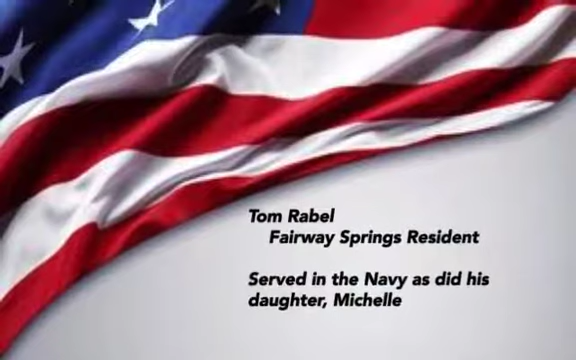 Tom Rabel
Fairway Springs Resident
Served in the Navy as did his
daughter, Michelle